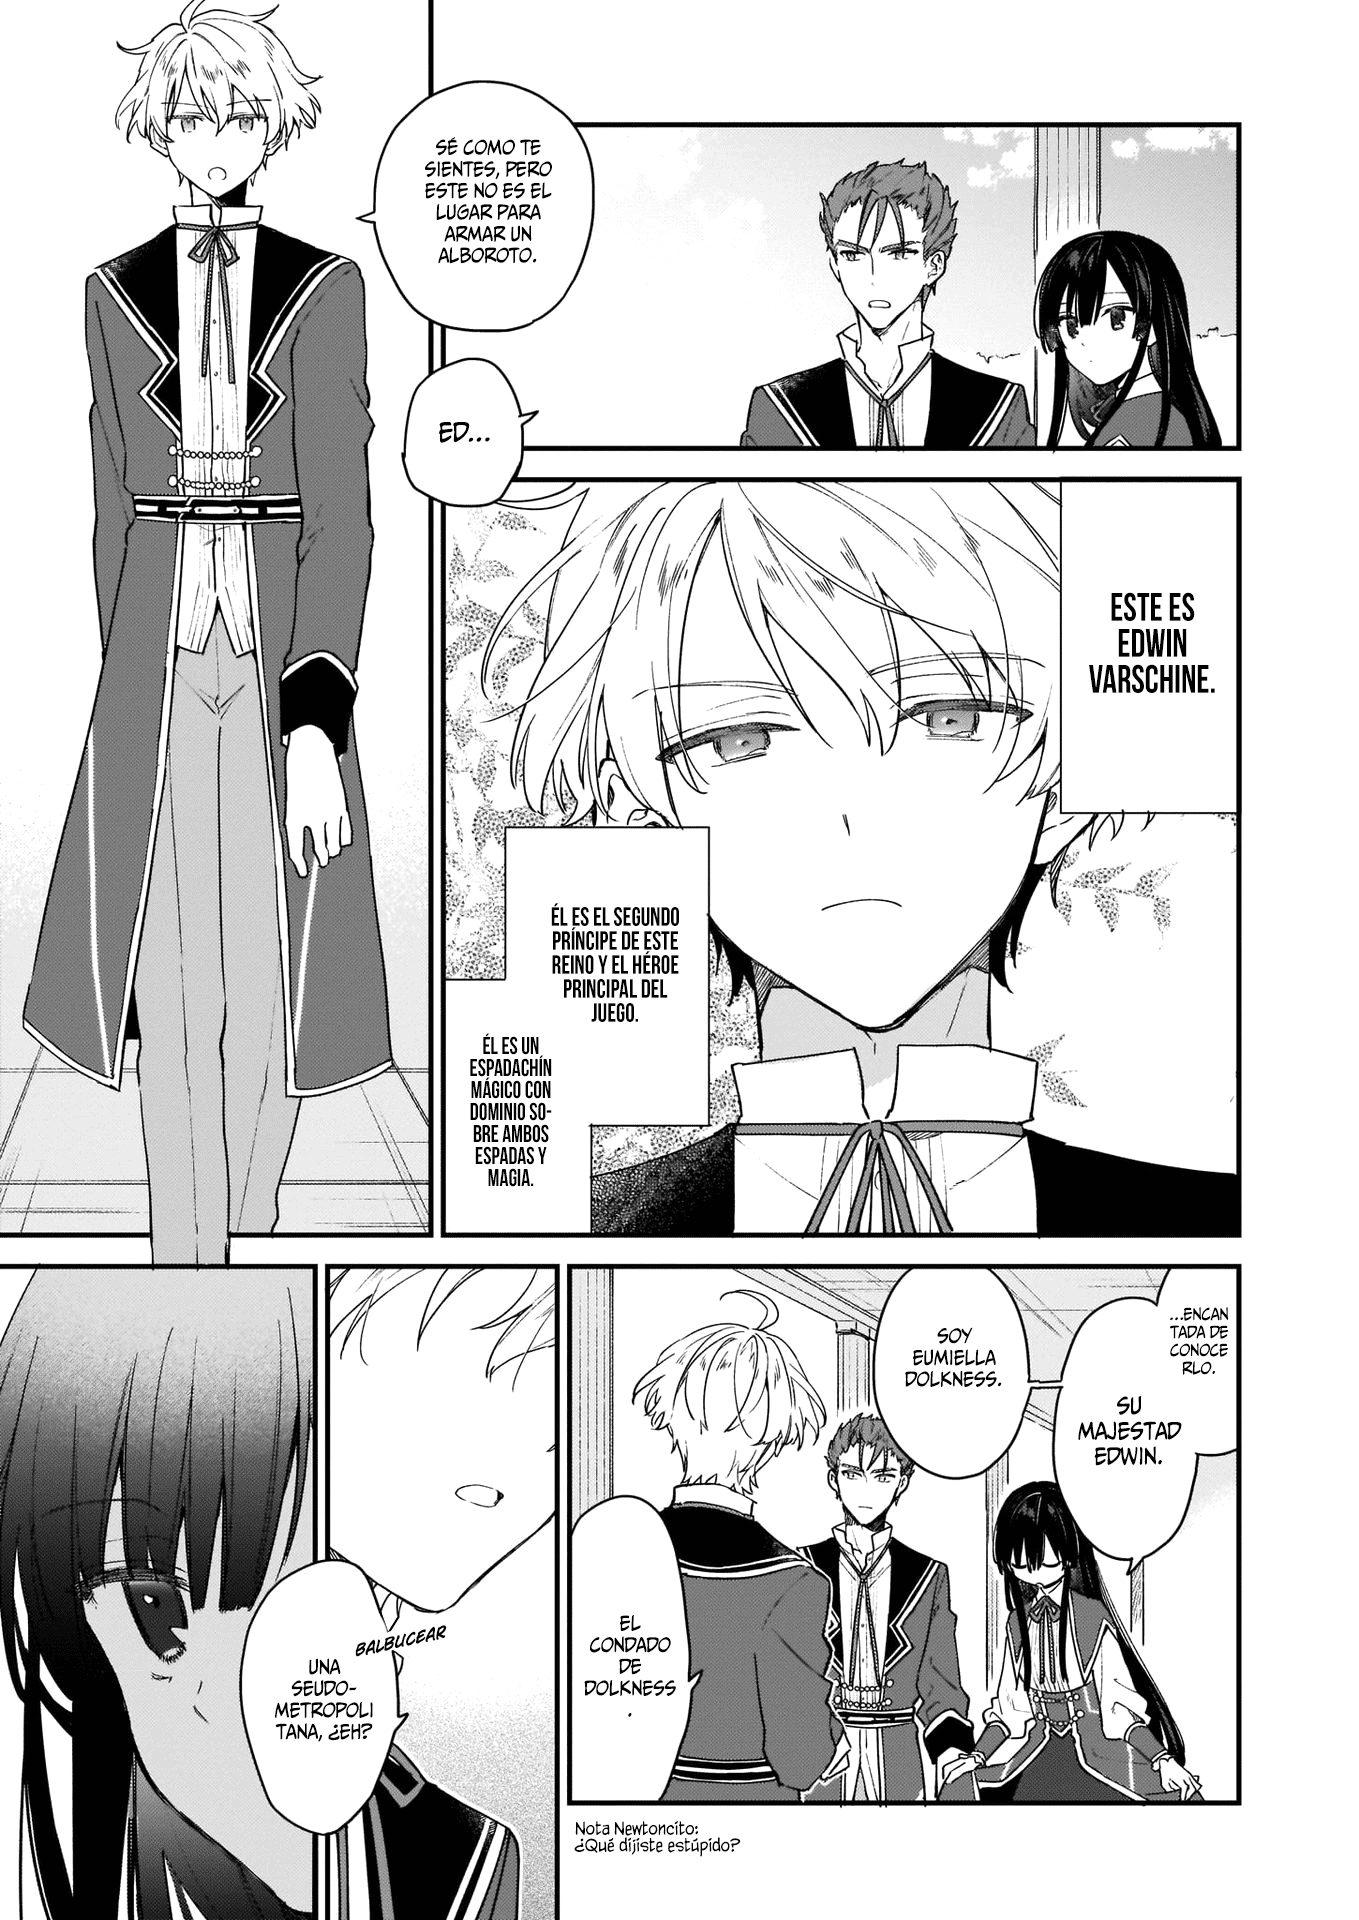 SÉ COMO TE
SIENTES, PERO
ESTE NO ES EL
LUGAR PARA
ARMAR UN
ALBOROTO.
ED...
ESTE ES
EDWIN
VARSCHINE.
ÉL ES EL SEGUNDO
PRÍNCIPE DE ESTE
REINO Y EL HÉROE
PRINCIPAL DEL
JUEGO.
ÉL ES UN
ESPADACHÍN
MÁGICO CON
DOMINIO SO-
BRE AMBOS
ESPADAS Y
MAGIA.
...ENCAN
TADA DE
CONOCE
RLO.
SU
MAJESTAD
EDWIN.
SOY
EUMIELLA
DOLKNESS.
EL
CONDADO
DE
DOLKNESS
.
BALBUCEAR
UNA
SEUDO-
METROPOLI
TANA, ¿EH?
Nota Newtoncito:
¿Qué dijiste estúpido?